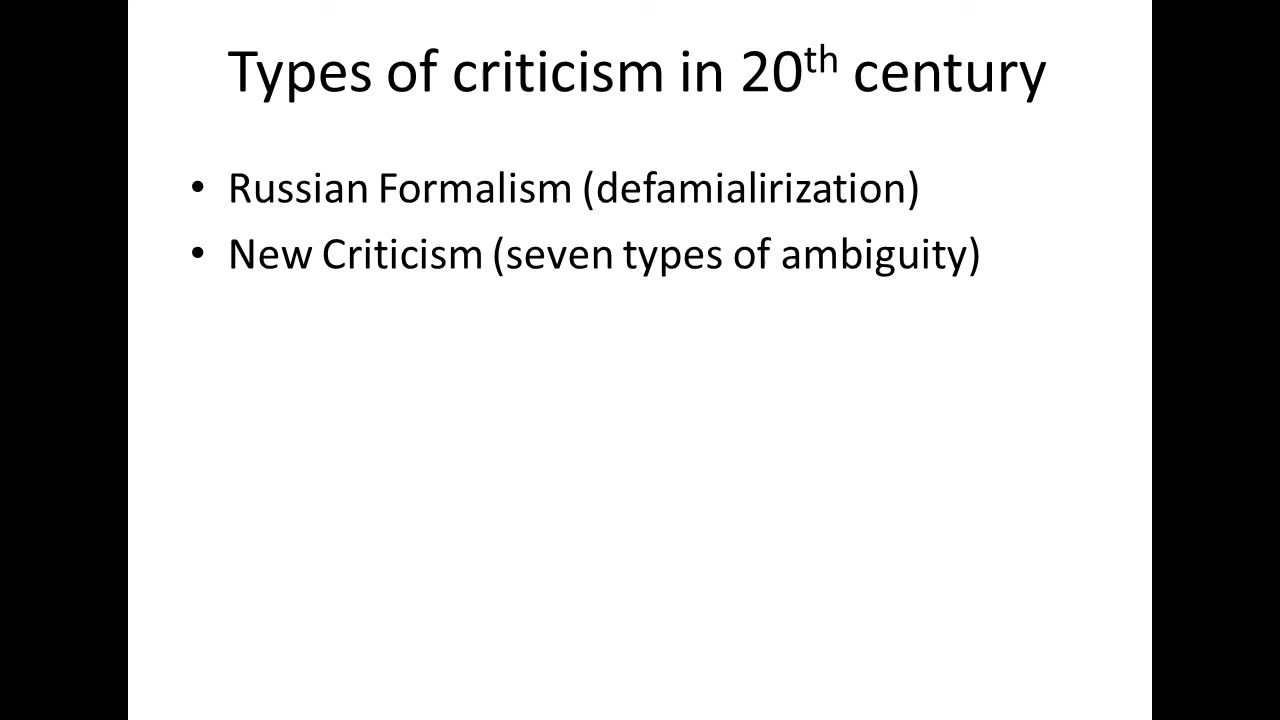 Types of criticism in 20th century
• Russian Formalism (defamialirization)
• New Criticism (seven types of ambiguity)